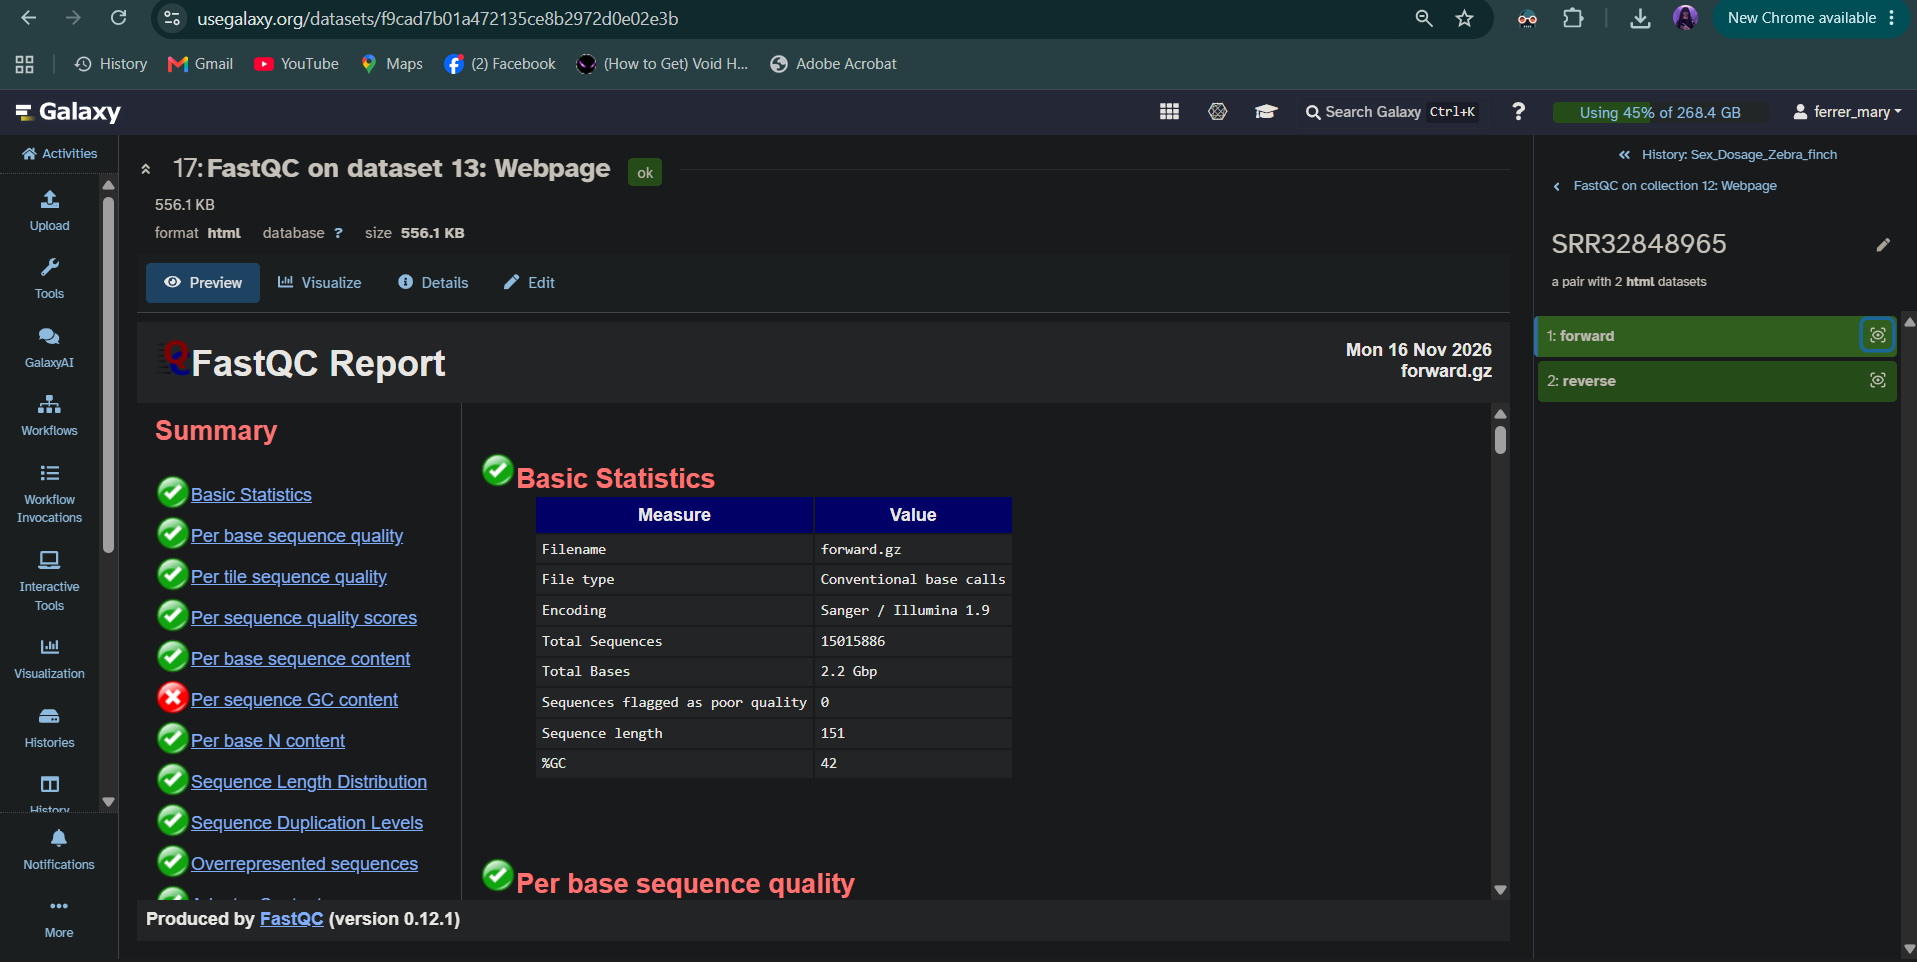 usegalaxy.org/datasets/f9cad7b01a472135ce8b2972d0e02e3b
New Chrome available
History
Gmail
YouTube
Maps
(2) Facebook
(How to Get) Void H...
Adobe Acrobat
Galaxy
Search Galaxy Ctrl+K
?
Using 45% of 268.4 GB
ferrer_mary
Activities
Upload
Tools
GalaxyAI
Workflows
Workflow
Invocations
Interactive
Tools
Visualization
Histories
History
Notifications
More
17: FastQC on dataset 13: Webpage ok
556.1 KB
format html database ? size 556.1 KB
Preview
Visualize
Details
Edit
FastQC Report
Mon 16 Nov 2026
forward.gz
Summary
Basic Statistics
Per base sequence quality
Per tile sequence quality
Per sequence quality scores
Per base sequence content
Per sequence GC content
Per base N content
Sequence Length Distribution
Sequence Duplication Levels
Overrepresented sequences
Basic Statistics
Measure Value
Filename forward.gz
File type Conventional base calls
Encoding Sanger / Illumina 1.9
Total Sequences 15015886
Total Bases 2.2 Gbp
Sequences flagged as poor quality 0
Sequence length 151
%GC 42
Per base sequence quality
Produced by FastQC (version 0.12.1)
« History: Sex_Dosage_Zebra_finch
‹ FastQC on collection 12: Webpage
SRR32848965
a pair with 2 html datasets
1: forward
2: reverse